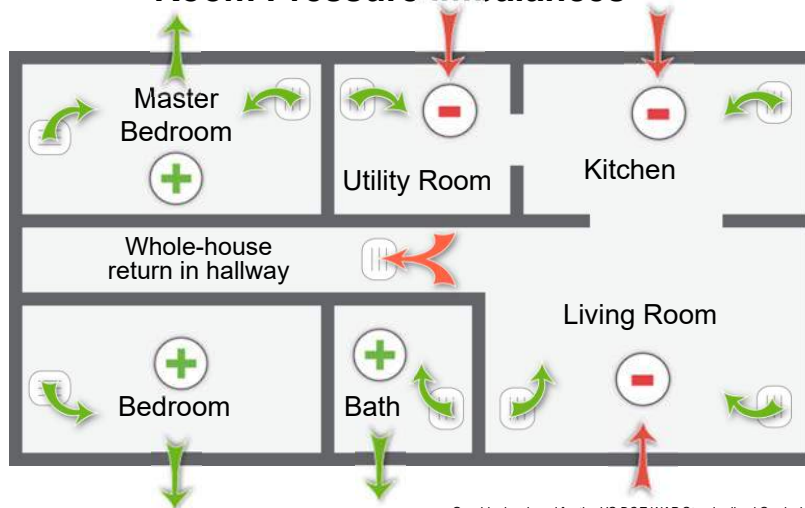 Master
Bedroom
Utility Room
Kitchen
Whole-house
return in hallway
Living Room
Bedroom
Bath